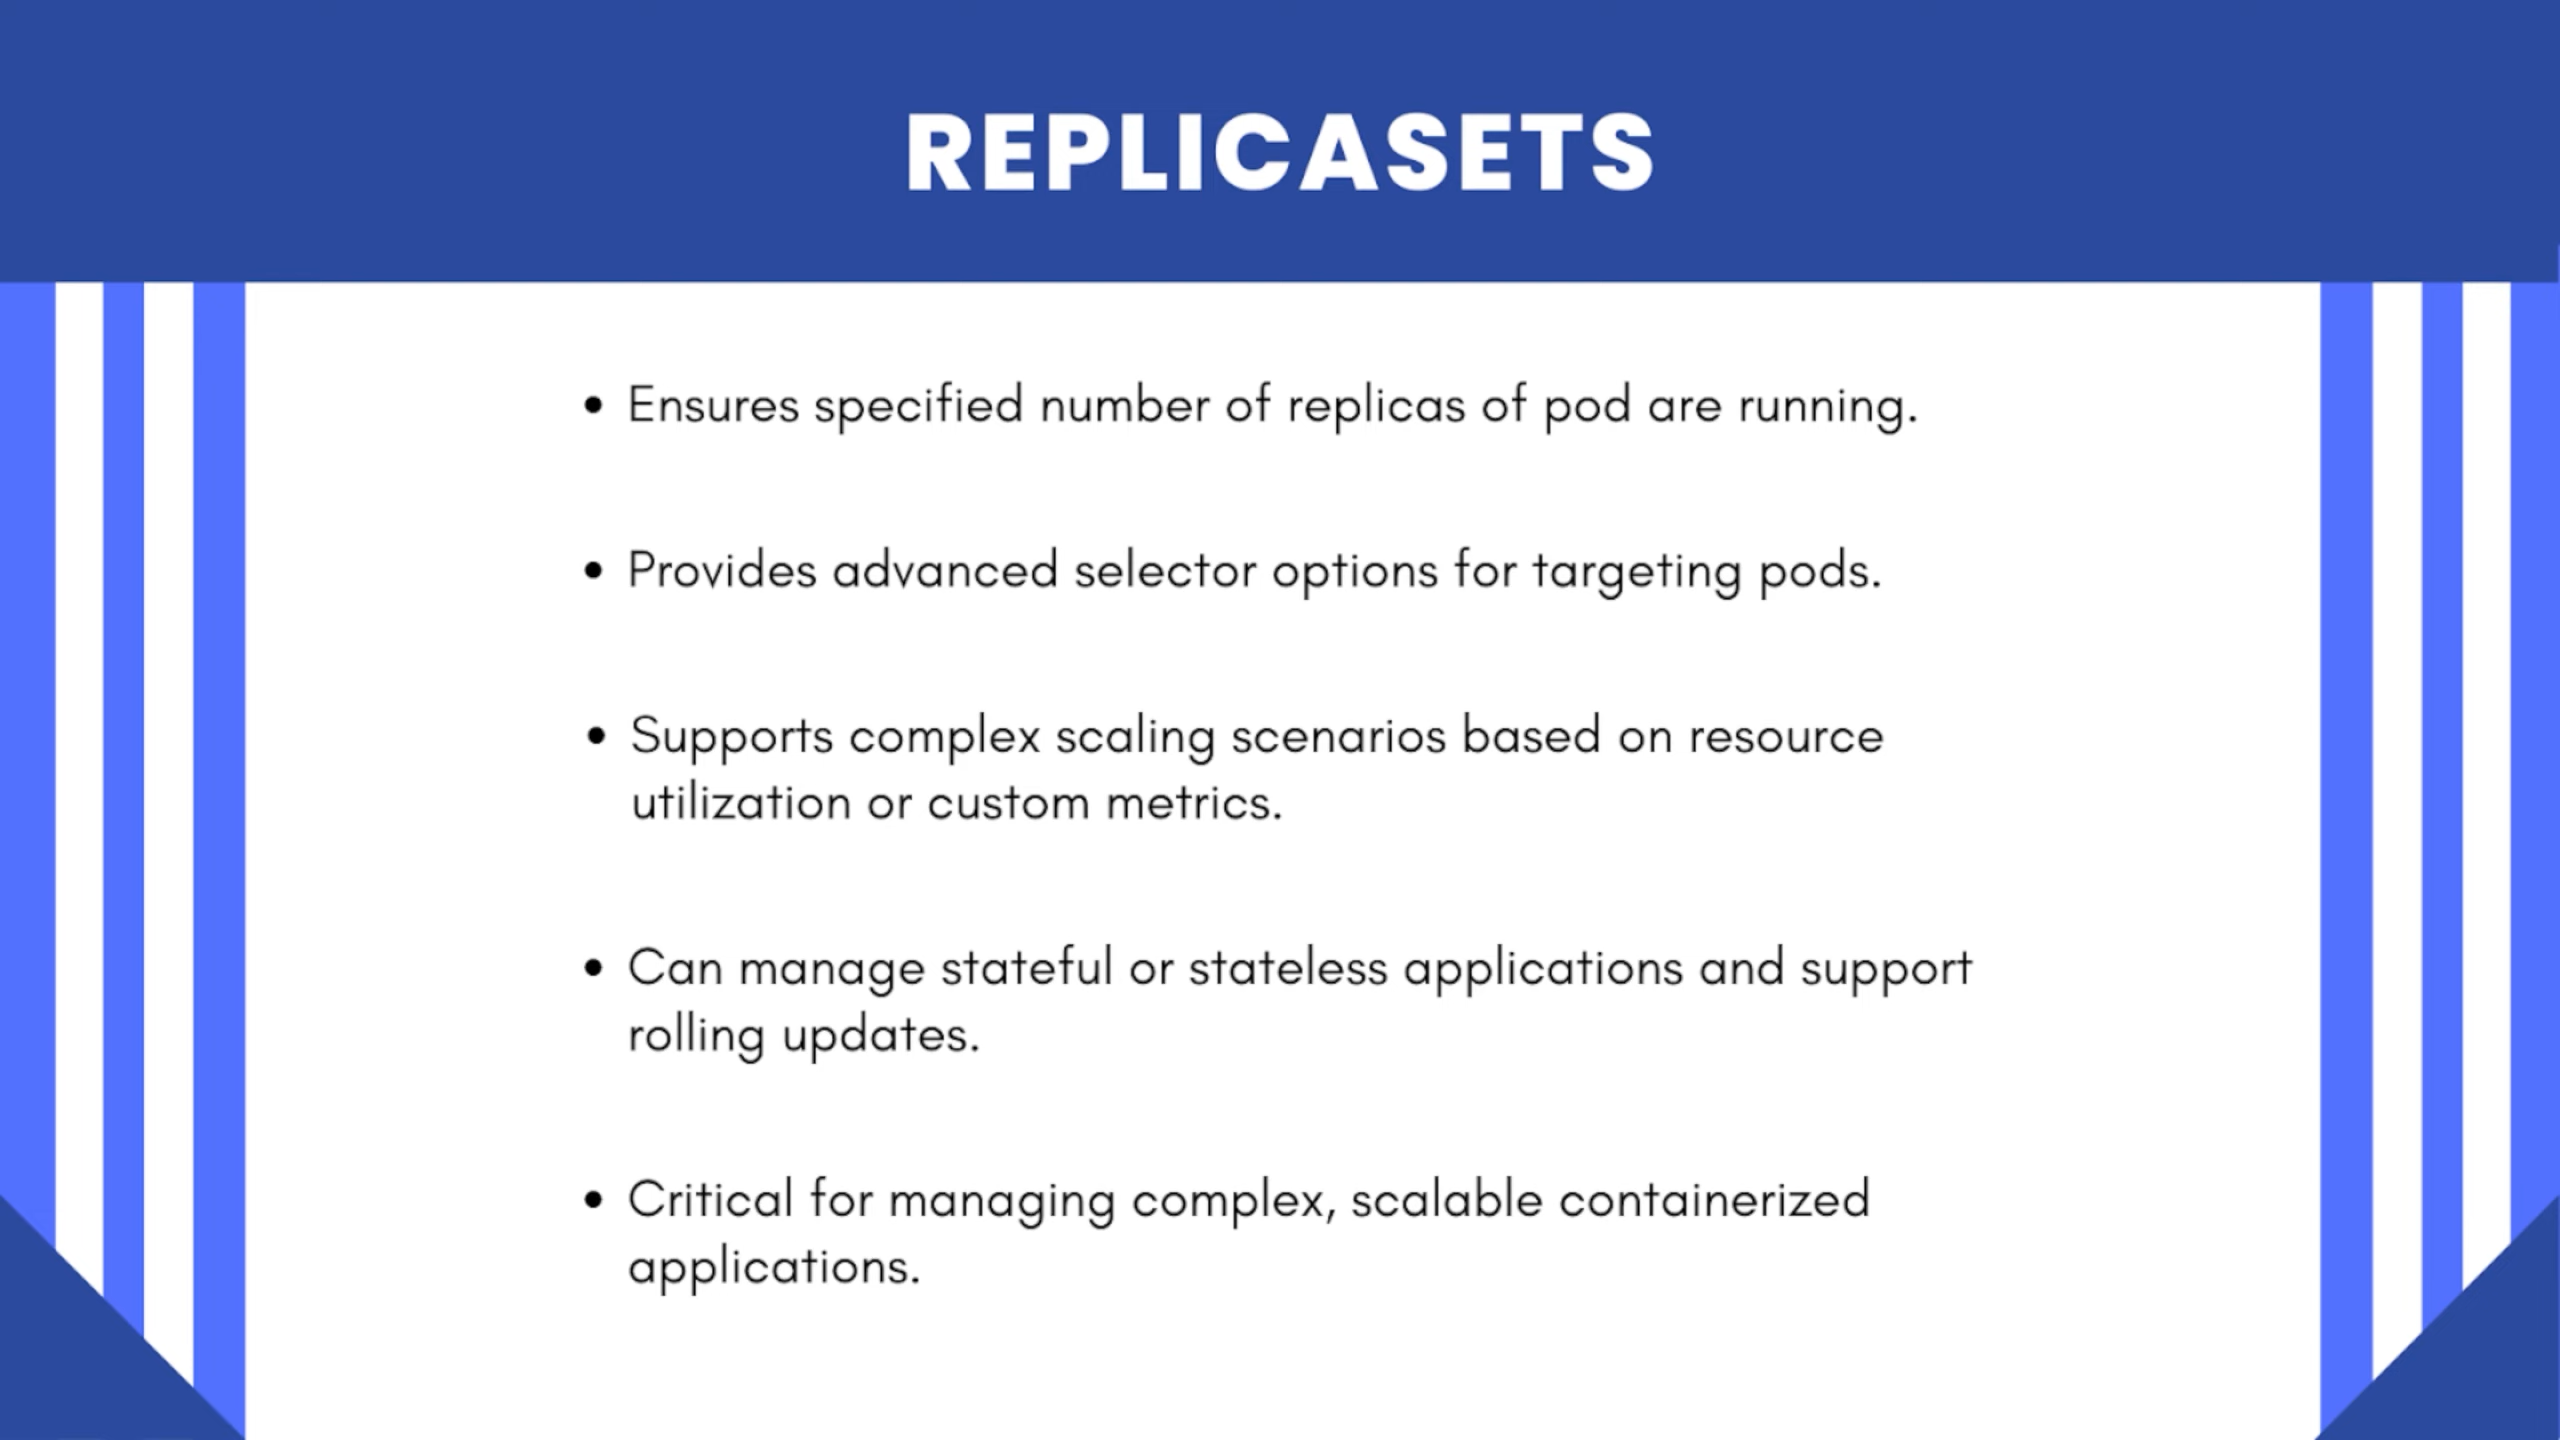 REPLICASETS
• Ensures specified number of replicas of pod are running.
• Provides advanced selector options for targeting pods.
• Supports complex scaling scenarios based on resource
utilization or custom metrics.
• Can manage stateful or stateless applications and support
rolling updates.
• Critical for managing complex, scalable containerized
applications.